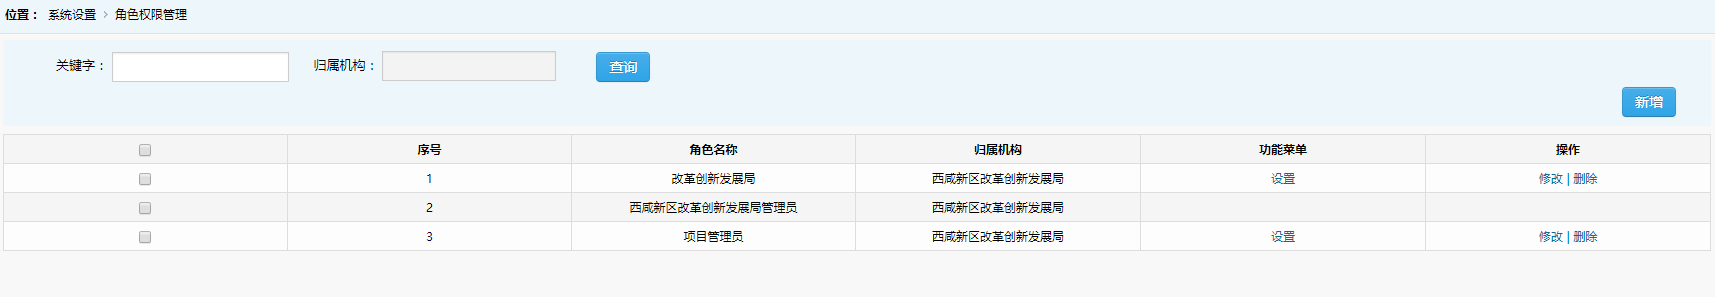 位置： 系统设置 > 角色权限管理
关键字： 归属机构： 查询
新增
序号 角色名称 归属机构 功能菜单 操作
1 改革创新发展局 西咸新区改革创新发展局 设置 修改 | 删除
2 西咸新区改革创新发展局管理员 西咸新区改革创新发展局
3 项目管理员 西咸新区改革创新发展局 设置 修改 | 删除